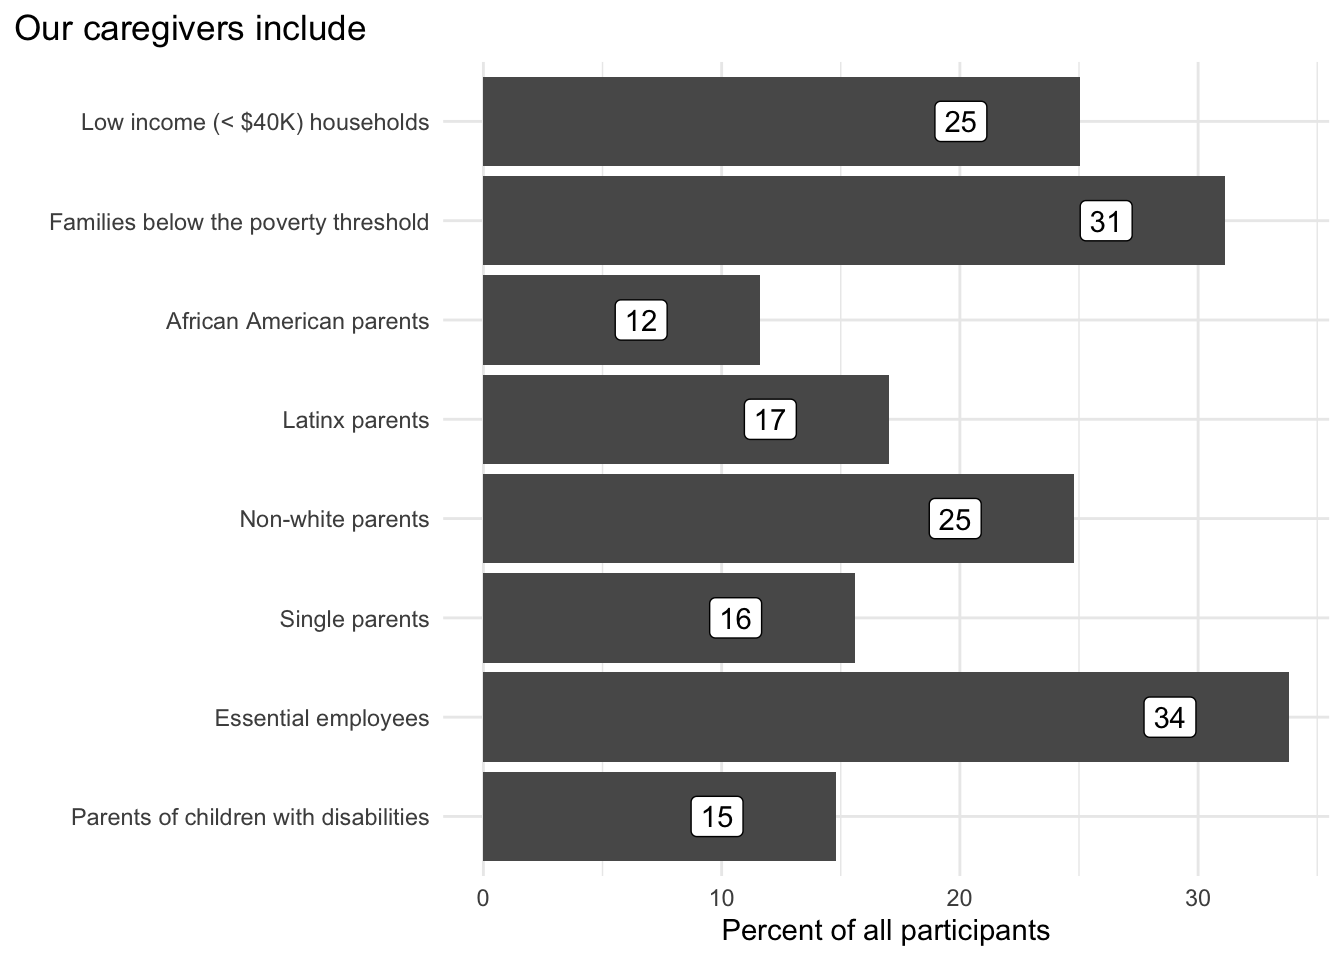 Our caregivers include
Low income (< $40K) households
25
Families below the poverty threshold
31
African American parents
12
Latinx parents
17
Non-white parents
25
Single parents
16
Essential employees
34
Parents of children with disabilities
15
0 10 20 30
Percent of all participants